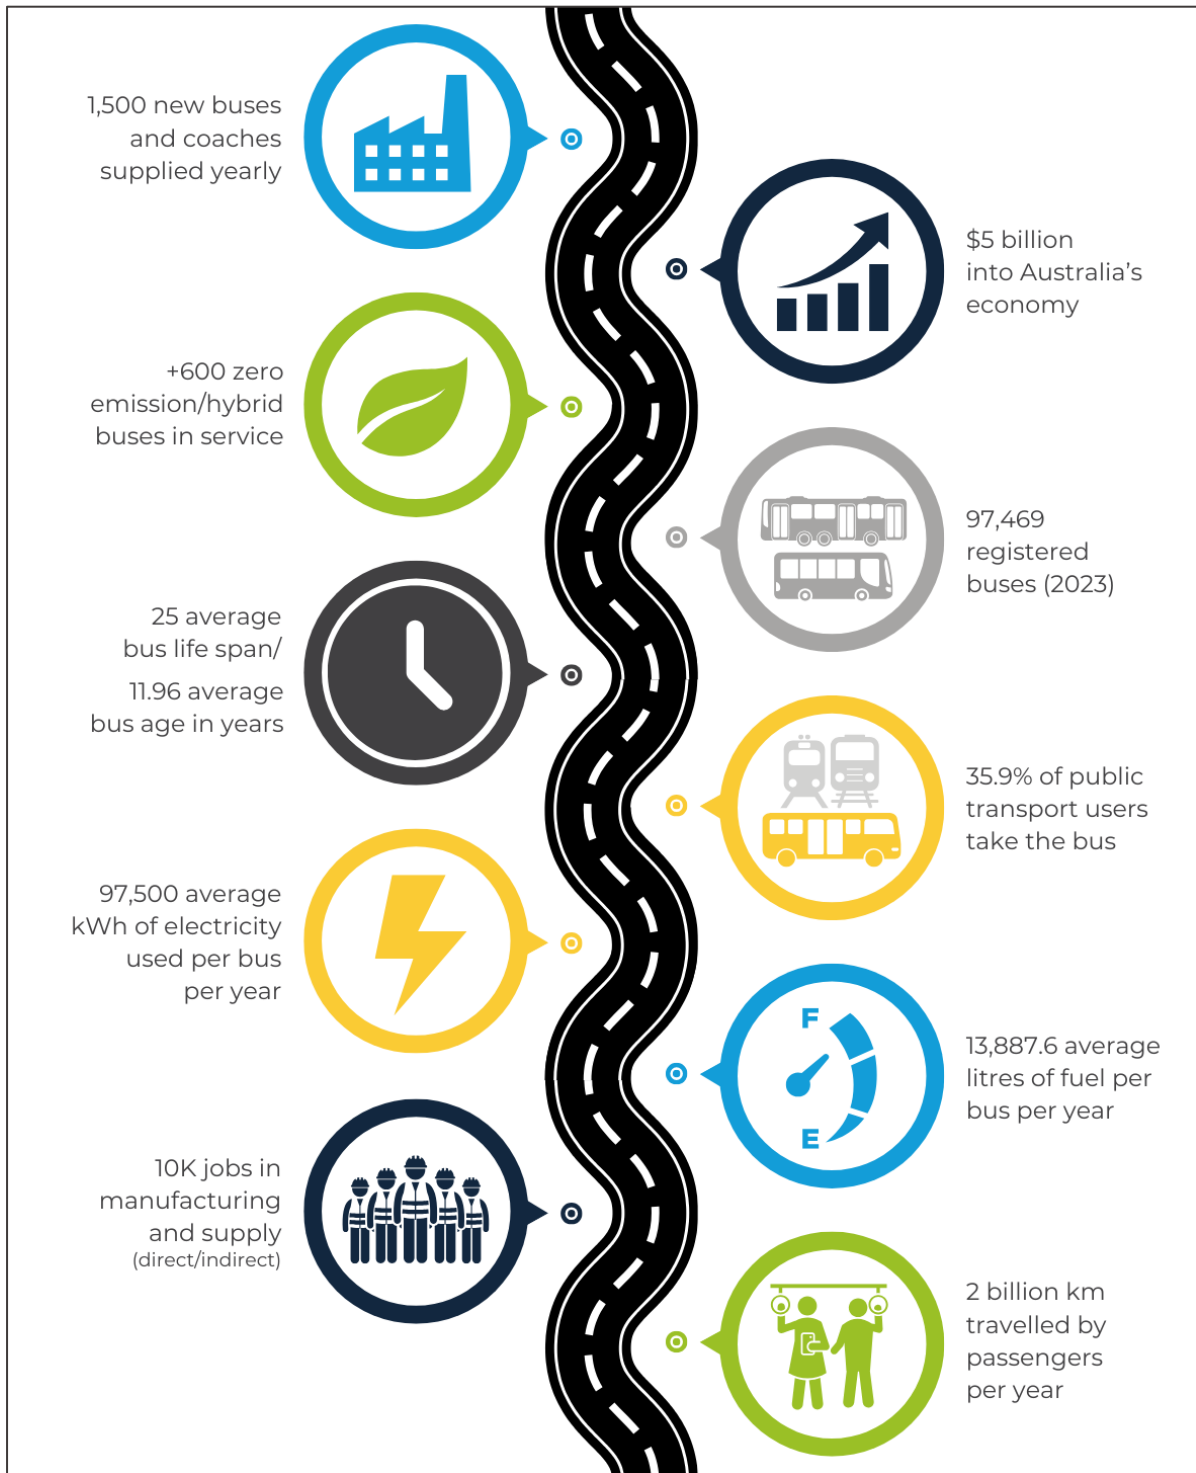 1,500 new buses
and coaches
supplied yearly
$5 billion
into Australia's
economy
+600 zero
emission/hybrid
buses in service
97,469
registered
buses (2023)
25 average
bus life span/
11.96 average
bus age in years
35.9% of public
transport users
take the bus
97,500 average
kWh of electricity
used per bus
per year
F
E
13,887.6 average
litres of fuel per
bus per year
10K jobs in
manufacturing
and supply
(direct/indirect)
2 billion km
travelled by
passengers
per year